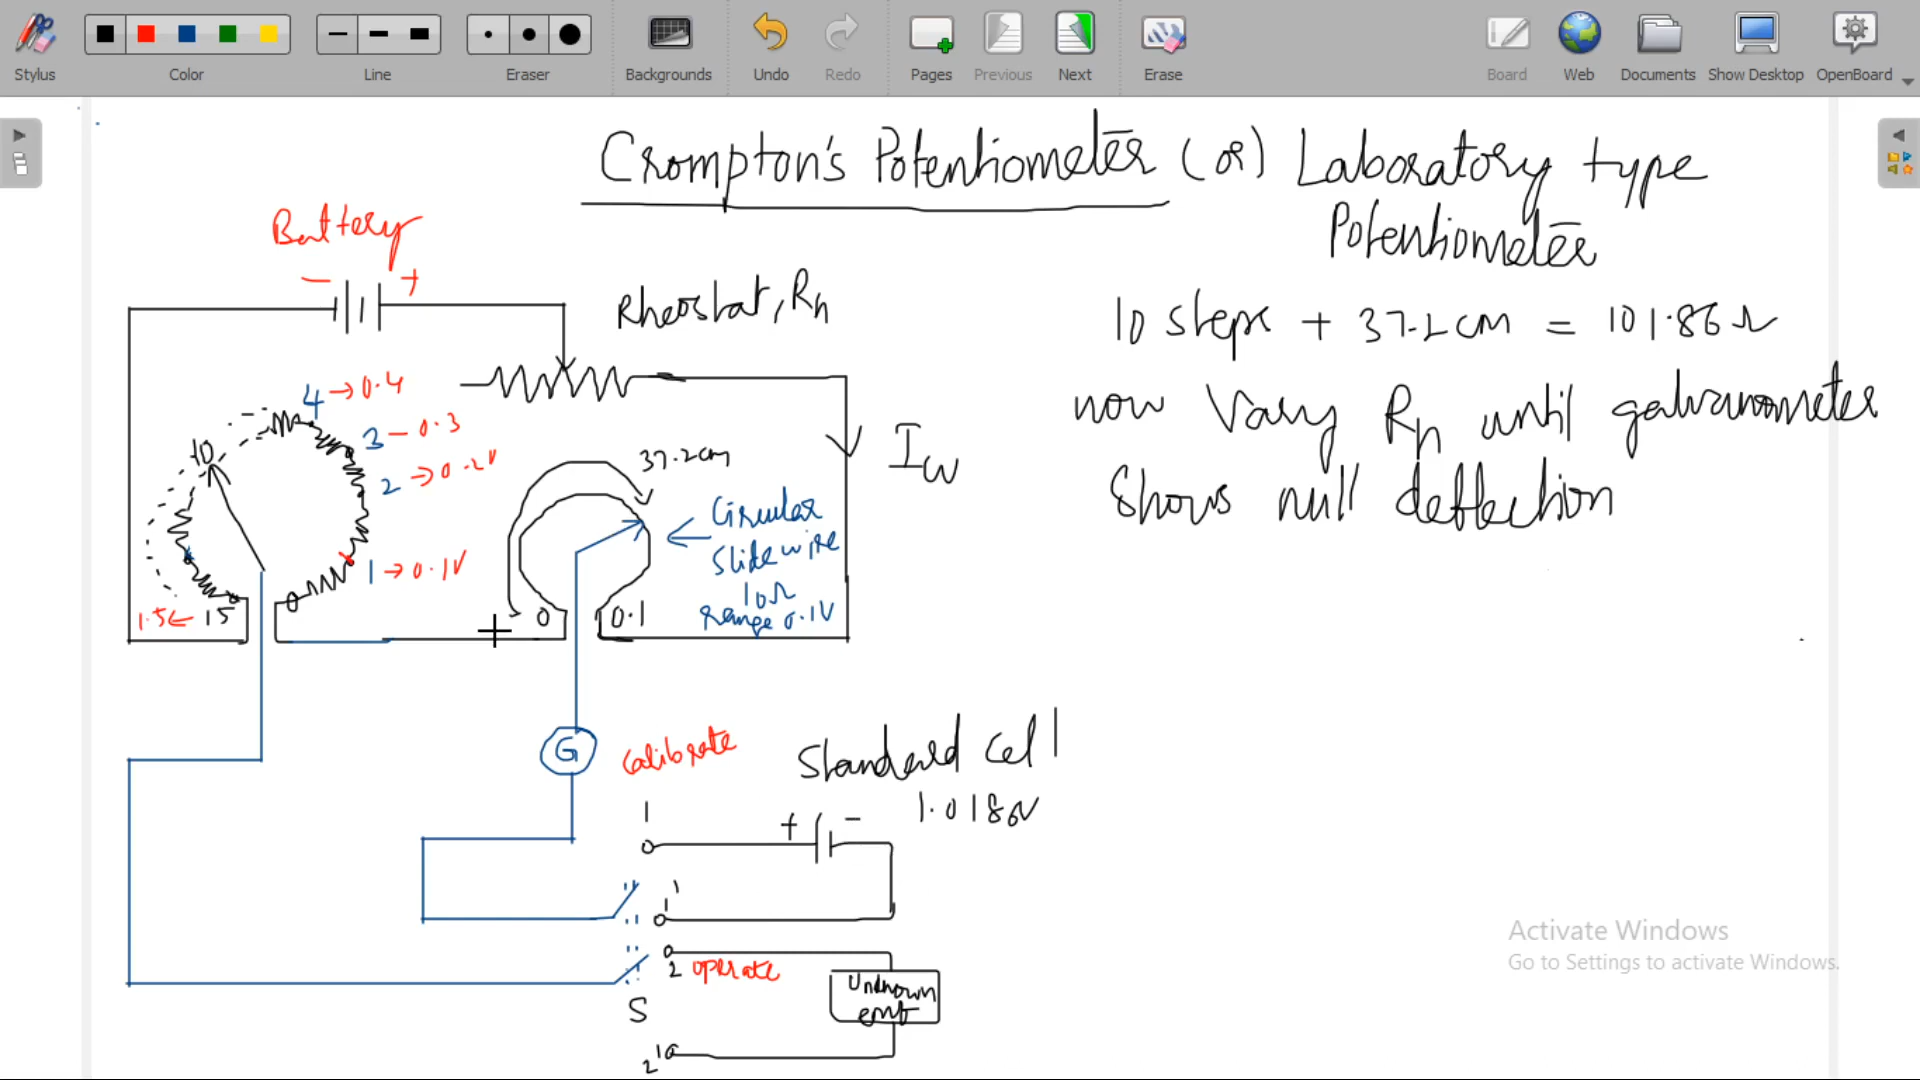 Stylus
Color
Line
Eraser
Backgrounds
Undo
Redo
Pages
Previous
Next
Erase
Board
Web
Documents
Show Desktop
OpenBoard
Crompton's Potentiometer (or) Laboratory type
Potentiometer
Battery
- +
Rheostat, Rh
10 steps + 37.2cm = 101.86Ω
now vary Rh until galvanometer
shows null deflection
4 → 0.4
3 - 0.3
2 → 0.2V
1 → 0.1V
10
0
1.5 ← 15
37.2cm
Iw
Circular
Slide wire
10Ω
range 0.1V
0
0.1
G
Calibrate
Standard Cell
1.0186V
1
+ -
1'
2 operate
S
Unknown
emf
2'
Activate Windows
Go to Settings to activate Windows.